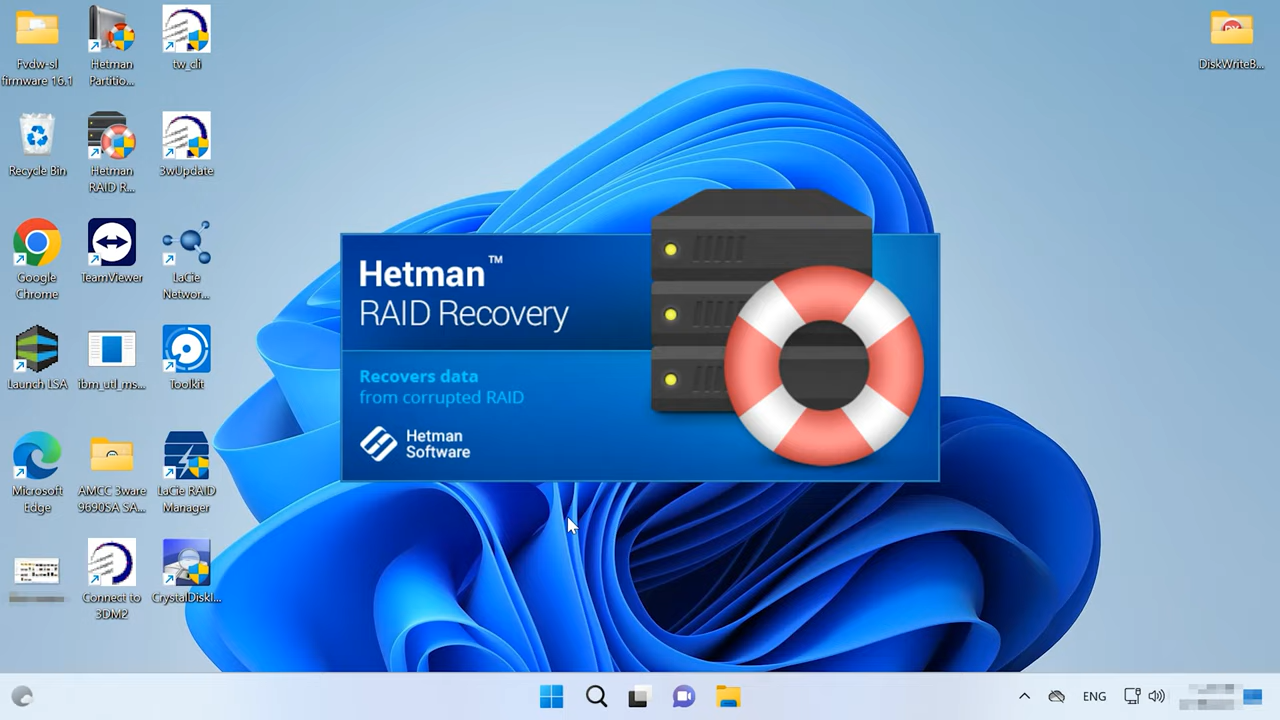 Fvdw-sl
firmware 16.1
Hetman
Partitio...
tw_cli
DiskWriteB...
Recycle Bin
Hetman
RAID R...
3wUpdate
Google
Chrome
TeamViewer
LaCie
Networ...
Launch LSA
ibm_utl_ms...
Toolkit
Microsoft
Edge
AMCC 3ware
9690SA SA...
LaCie RAID
Manager
Connect to
3DM2
CrystalDiskI...
Hetman™
RAID Recovery
Recovers data
from corrupted RAID
Hetman
Software
ENG